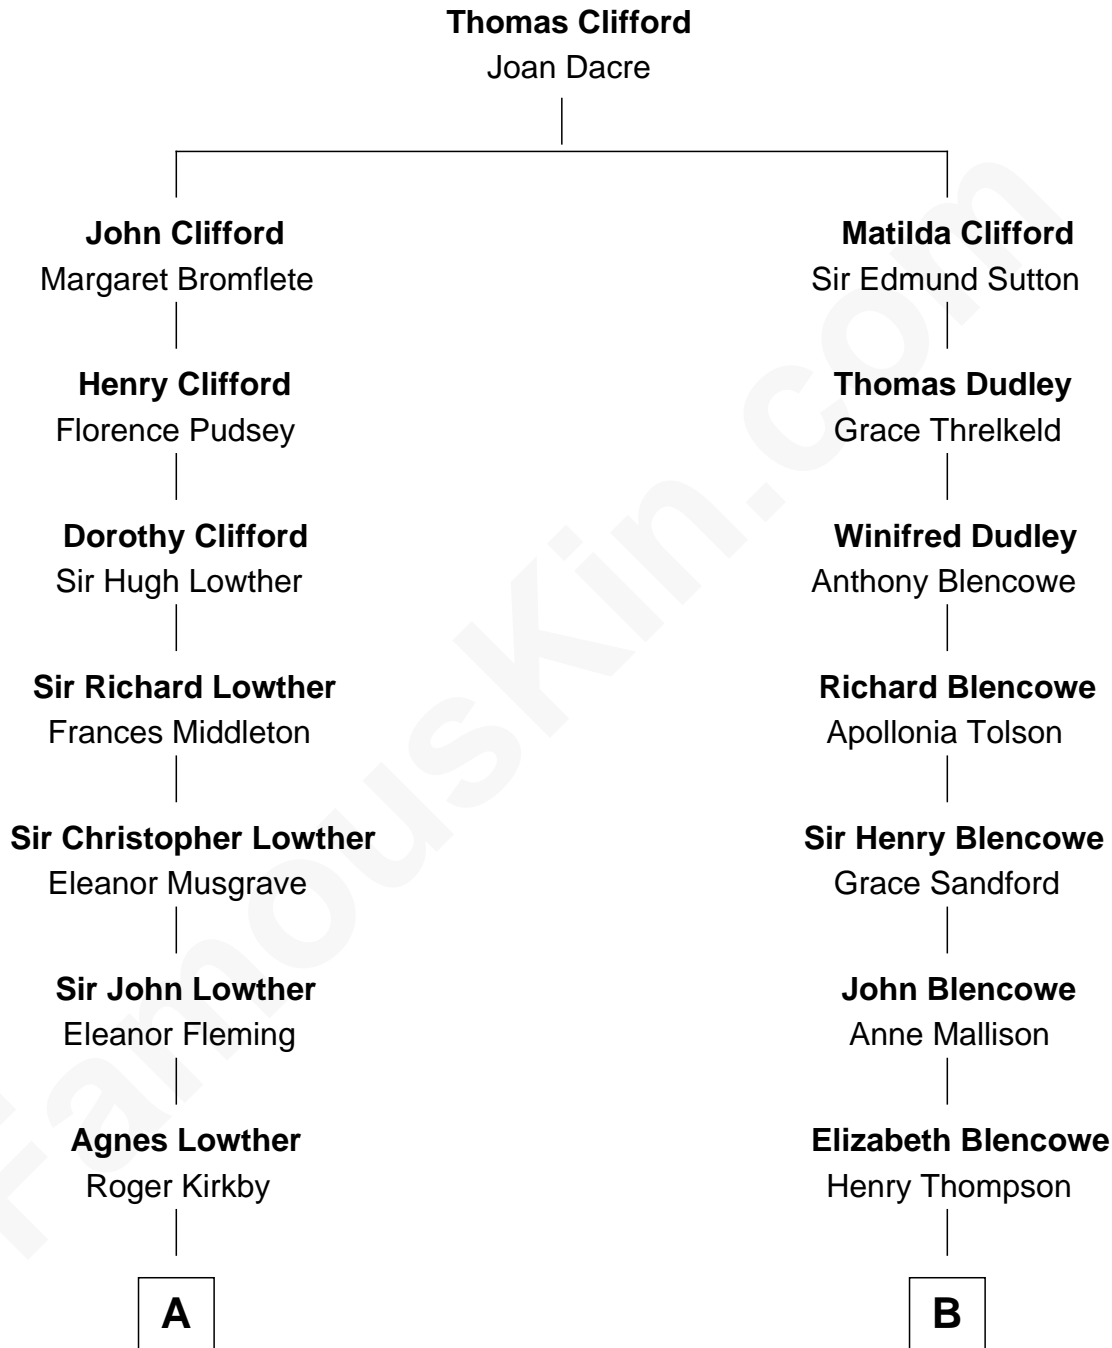 Thomas Clifford
Joan Dacre
John Clifford
Margaret Bromflete
Matilda Clifford
Sir Edmund Sutton
Henry Clifford
Florence Pudsey
Thomas Dudley
Grace Threlkeld
Dorothy Clifford
Sir Hugh Lowther
Winifred Dudley
Anthony Blencowe
Sir Richard Lowther
Frances Middleton
Richard Blencowe
Apollonia Tolson
Sir Christopher Lowther
Eleanor Musgrave
Sir Henry Blencowe
Grace Sandford
Sir John Lowther
Eleanor Fleming
John Blencowe
Anne Mallison
Agnes Lowther
Roger Kirkby
Elizabeth Blencowe
Henry Thompson
A
B
FamousKin.com